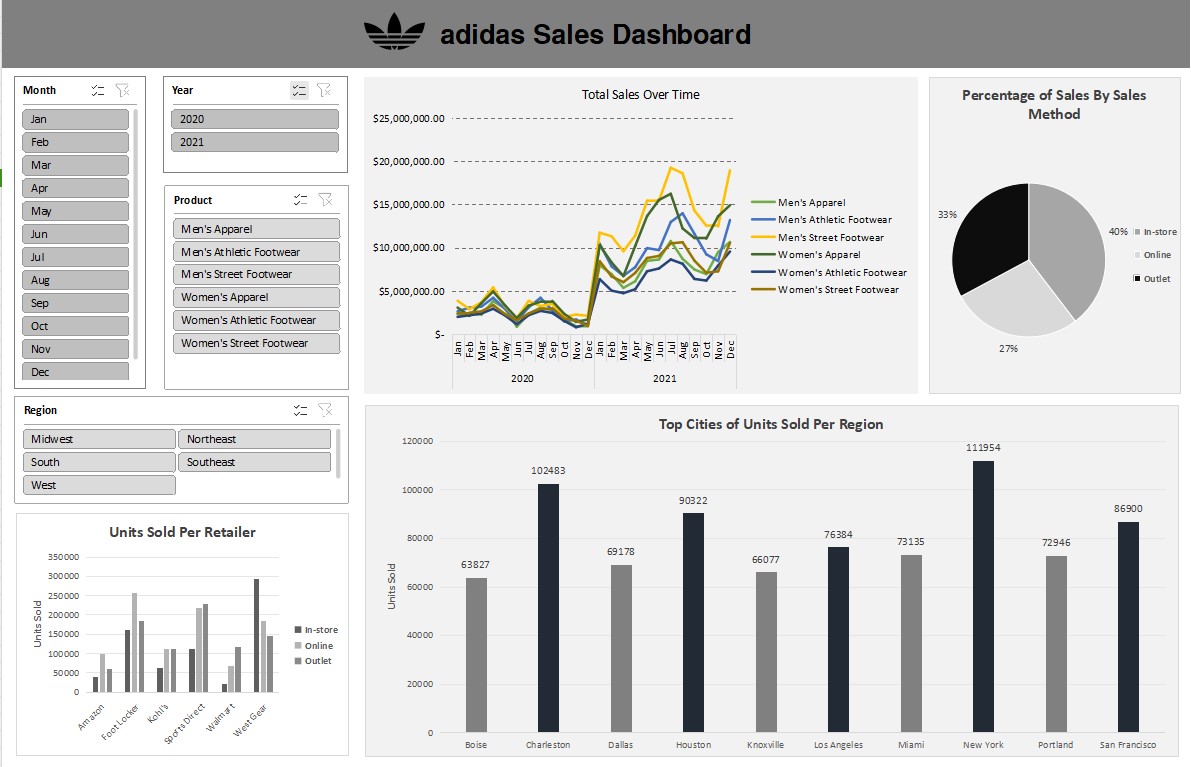 adidas Sales Dashboard
Month
Jan
Feb
Mar
Apr
May
Jun
Jul
Aug
Sep
Oct
Nov
Dec
Year
2020
2021
Product
Men's Apparel
Men's Athletic Footwear
Men's Street Footwear
Women's Apparel
Women's Athletic Footwear
Women's Street Footwear
Region
Midwest
Northeast
South
Southeast
West
Total Sales Over Time
$25,000,000.00
$20,000,000.00
$15,000,000.00
$10,000,000.00
$5,000,000.00
$-
Jan Feb Mar Apr May Jun Jul Aug Sep Oct Nov Dec Jan Feb Mar Apr May Jun Jul Aug Sep Oct Nov Dec
2020 2021
Men's Apparel
Men's Athletic Footwear
Men's Street Footwear
Women's Apparel
Women's Athletic Footwear
Women's Street Footwear
Percentage of Sales By Sales
Method
33%
40%
27%
In-store
Online
Outlet
Units Sold Per Retailer
Units Sold
350000
300000
250000
200000
150000
100000
50000
0
Amazon Foot Locker Kohl's Sports Direct Walmart West Gear
In-store
Online
Outlet
Top Cities of Units Sold Per Region
Units Sold
120000
100000
80000
60000
40000
20000
0
63827 102483 69178 90322 66077 76384 73135 111954 72946 86900
Boise Charleston Dallas Houston Knoxville Los Angeles Miami New York Portland San Francisco